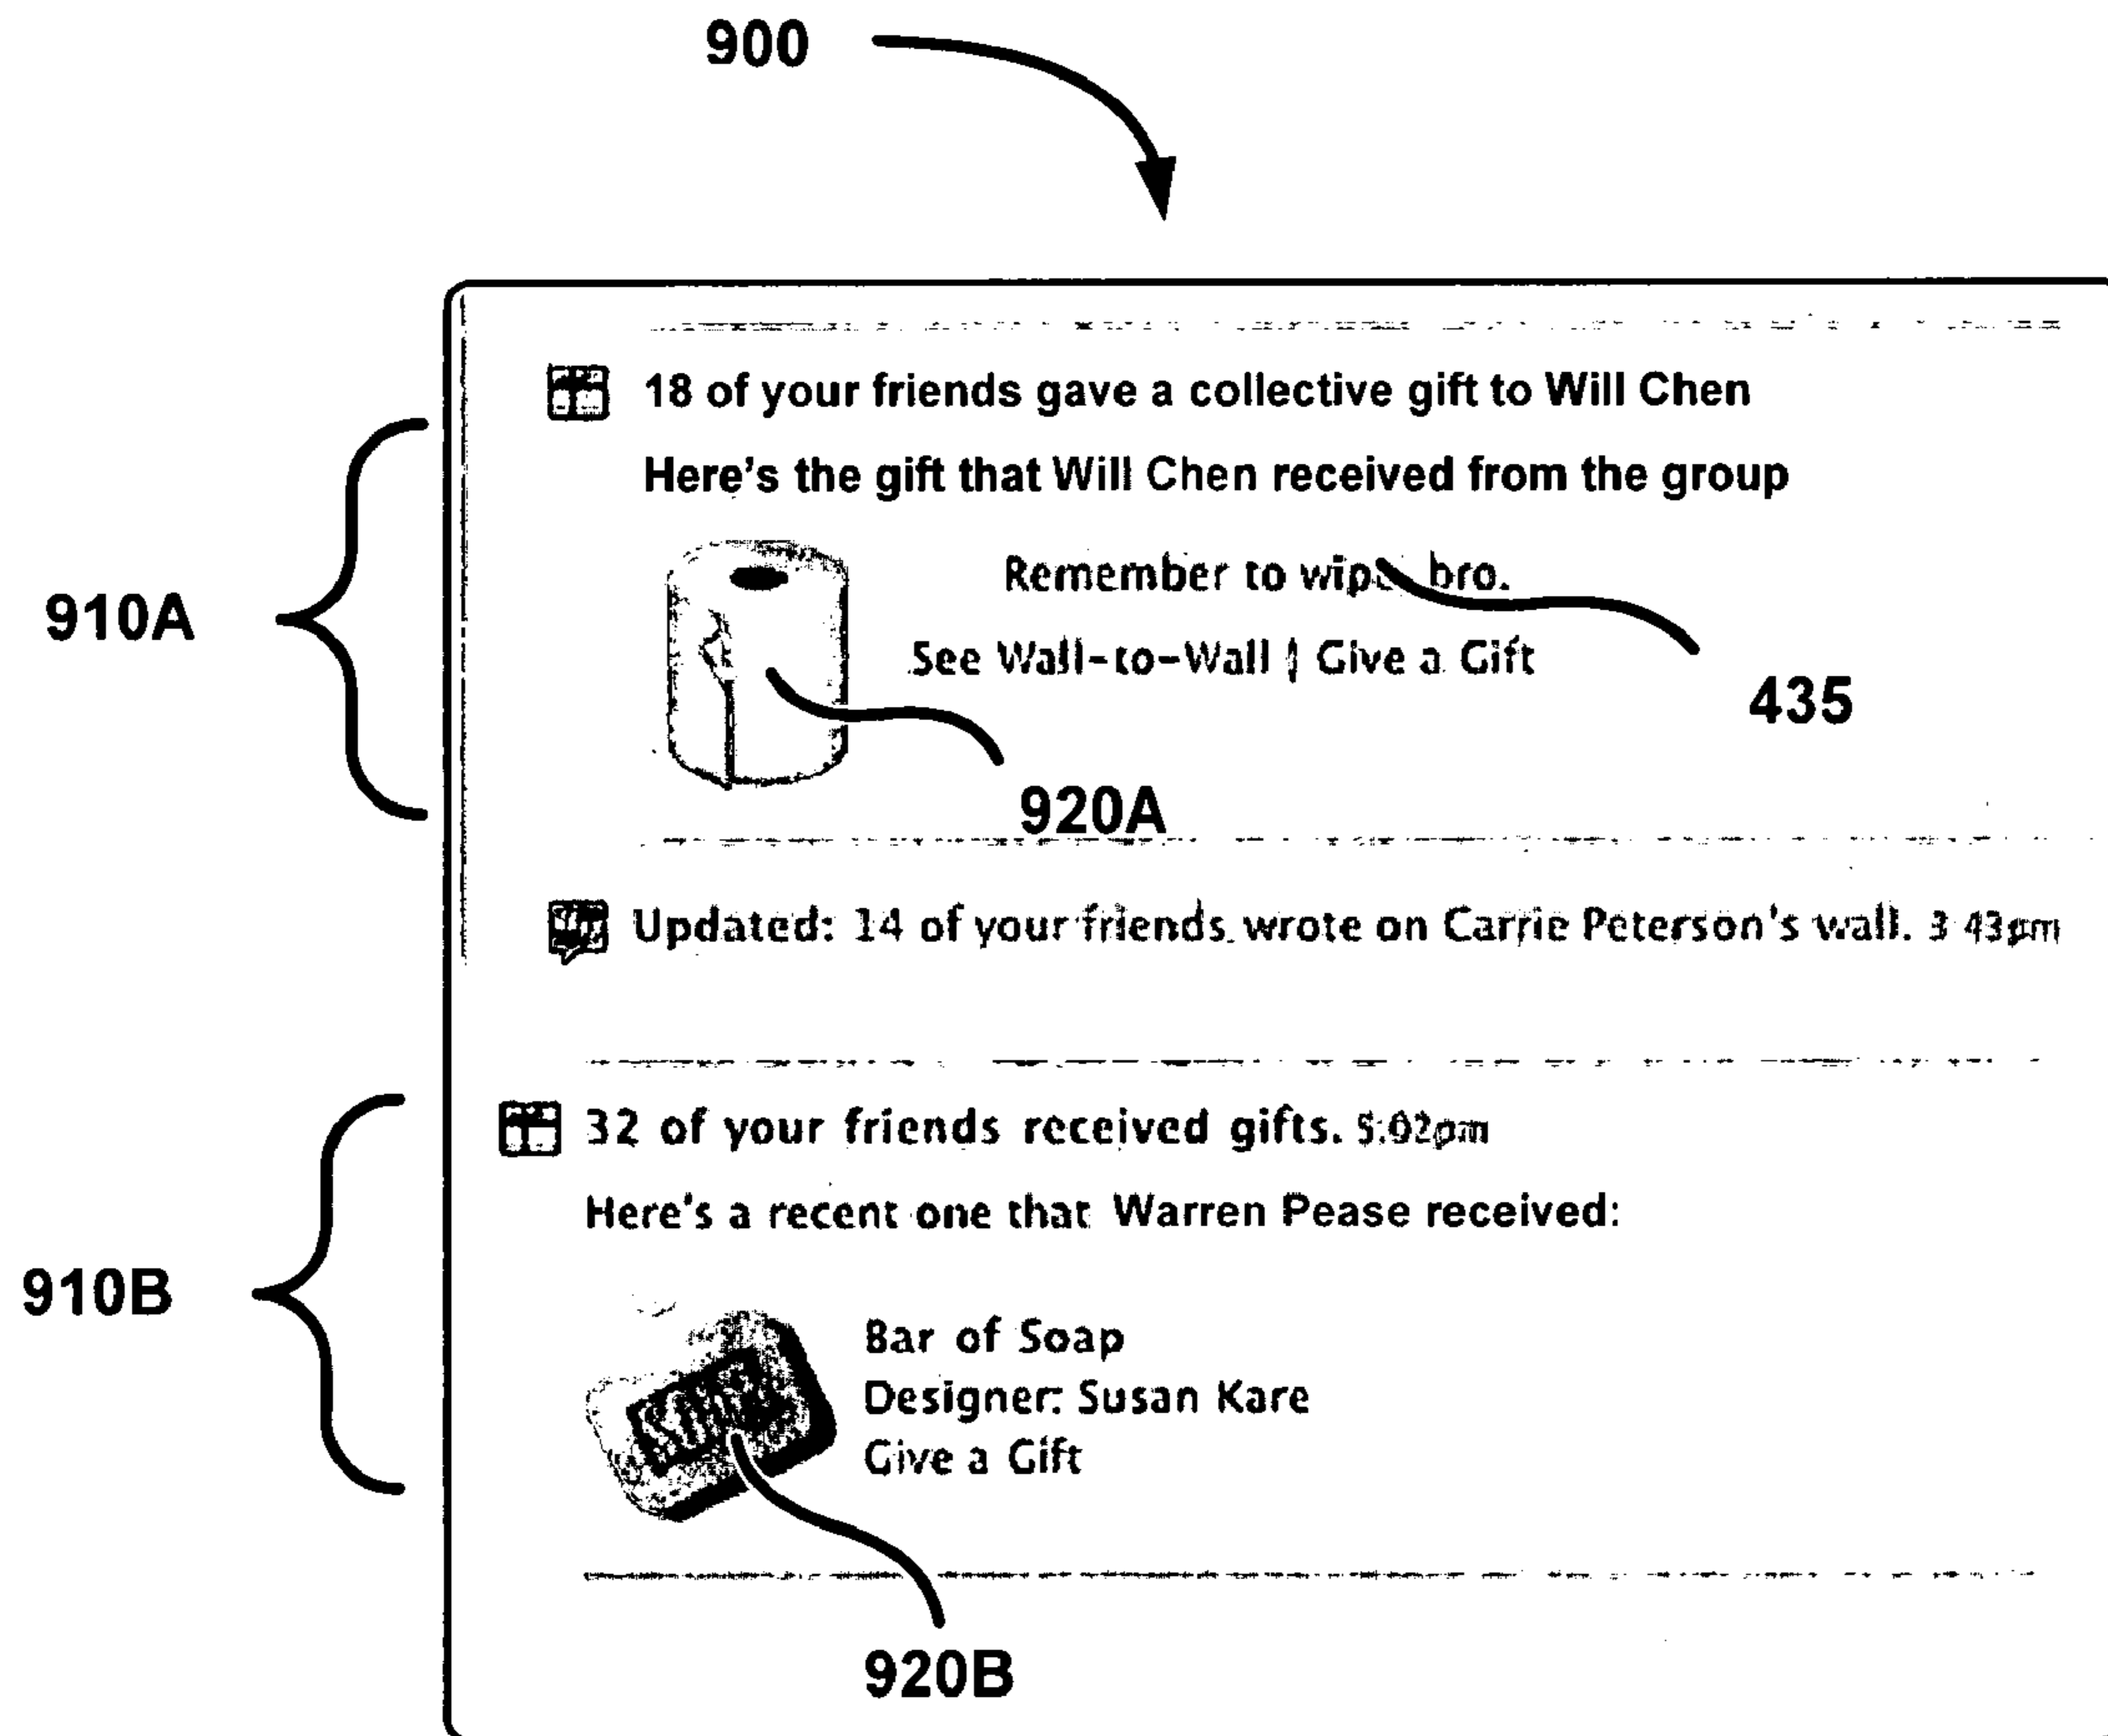 900
18 of your friends gave a collective gift to Will Chen
Here's the gift that Will Chen received from the group
910A
Remember to wipe, bro.
See Wall-to-Wall | Give a Gift
435
920A
Updated: 14 of your friends wrote on Carrie Peterson's wall. 3:43pm
32 of your friends received gifts. 5:02pm
Here's a recent one that Warren Pease received:
910B
Bar of Soap
Designer: Susan Kare
Give a Gift
920B